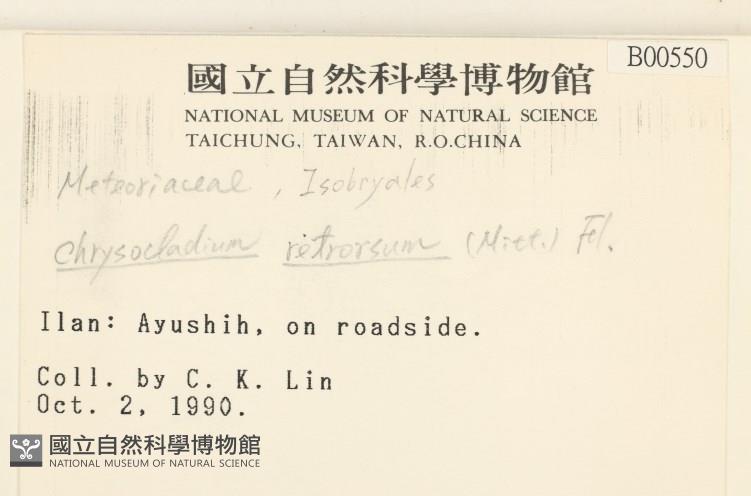 B00550
國立自然科學博物館
NATIONAL MUSEUM OF NATURAL SCIENCE
TAICHUNG, TAIWAN, R.O.CHINA
Meteoriaceae, Isobryales
Chrysocladium retrorsum (Mitt.) Fl.
Ilan: Ayushih, on roadside.
Coll. by C. K. Lin
Oct. 2, 1990.
國立自然科學博物館
NATIONAL MUSEUM OF NATURAL SCIENCE